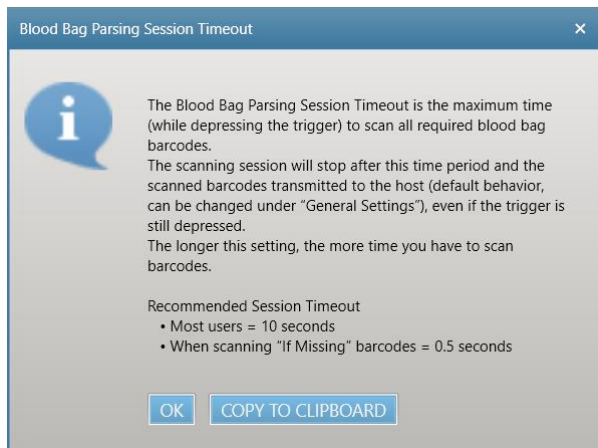 Blood Bag Parsing Session Timeout
The Blood Bag Parsing Session Timeout is the maximum time
(while depressing the trigger) to scan all required blood bag
barcodes.
The scanning session will stop after this time period and the
scanned barcodes transmitted to the host (default behavior,
can be changed under “General Settings”), even if the trigger is
still depressed.
The longer this setting, the more time you have to scan
barcodes.
Recommended Session Timeout
• Most users = 10 seconds
• When scanning “If Missing” barcodes = 0.5 seconds
OK COPY TO CLIPBOARD